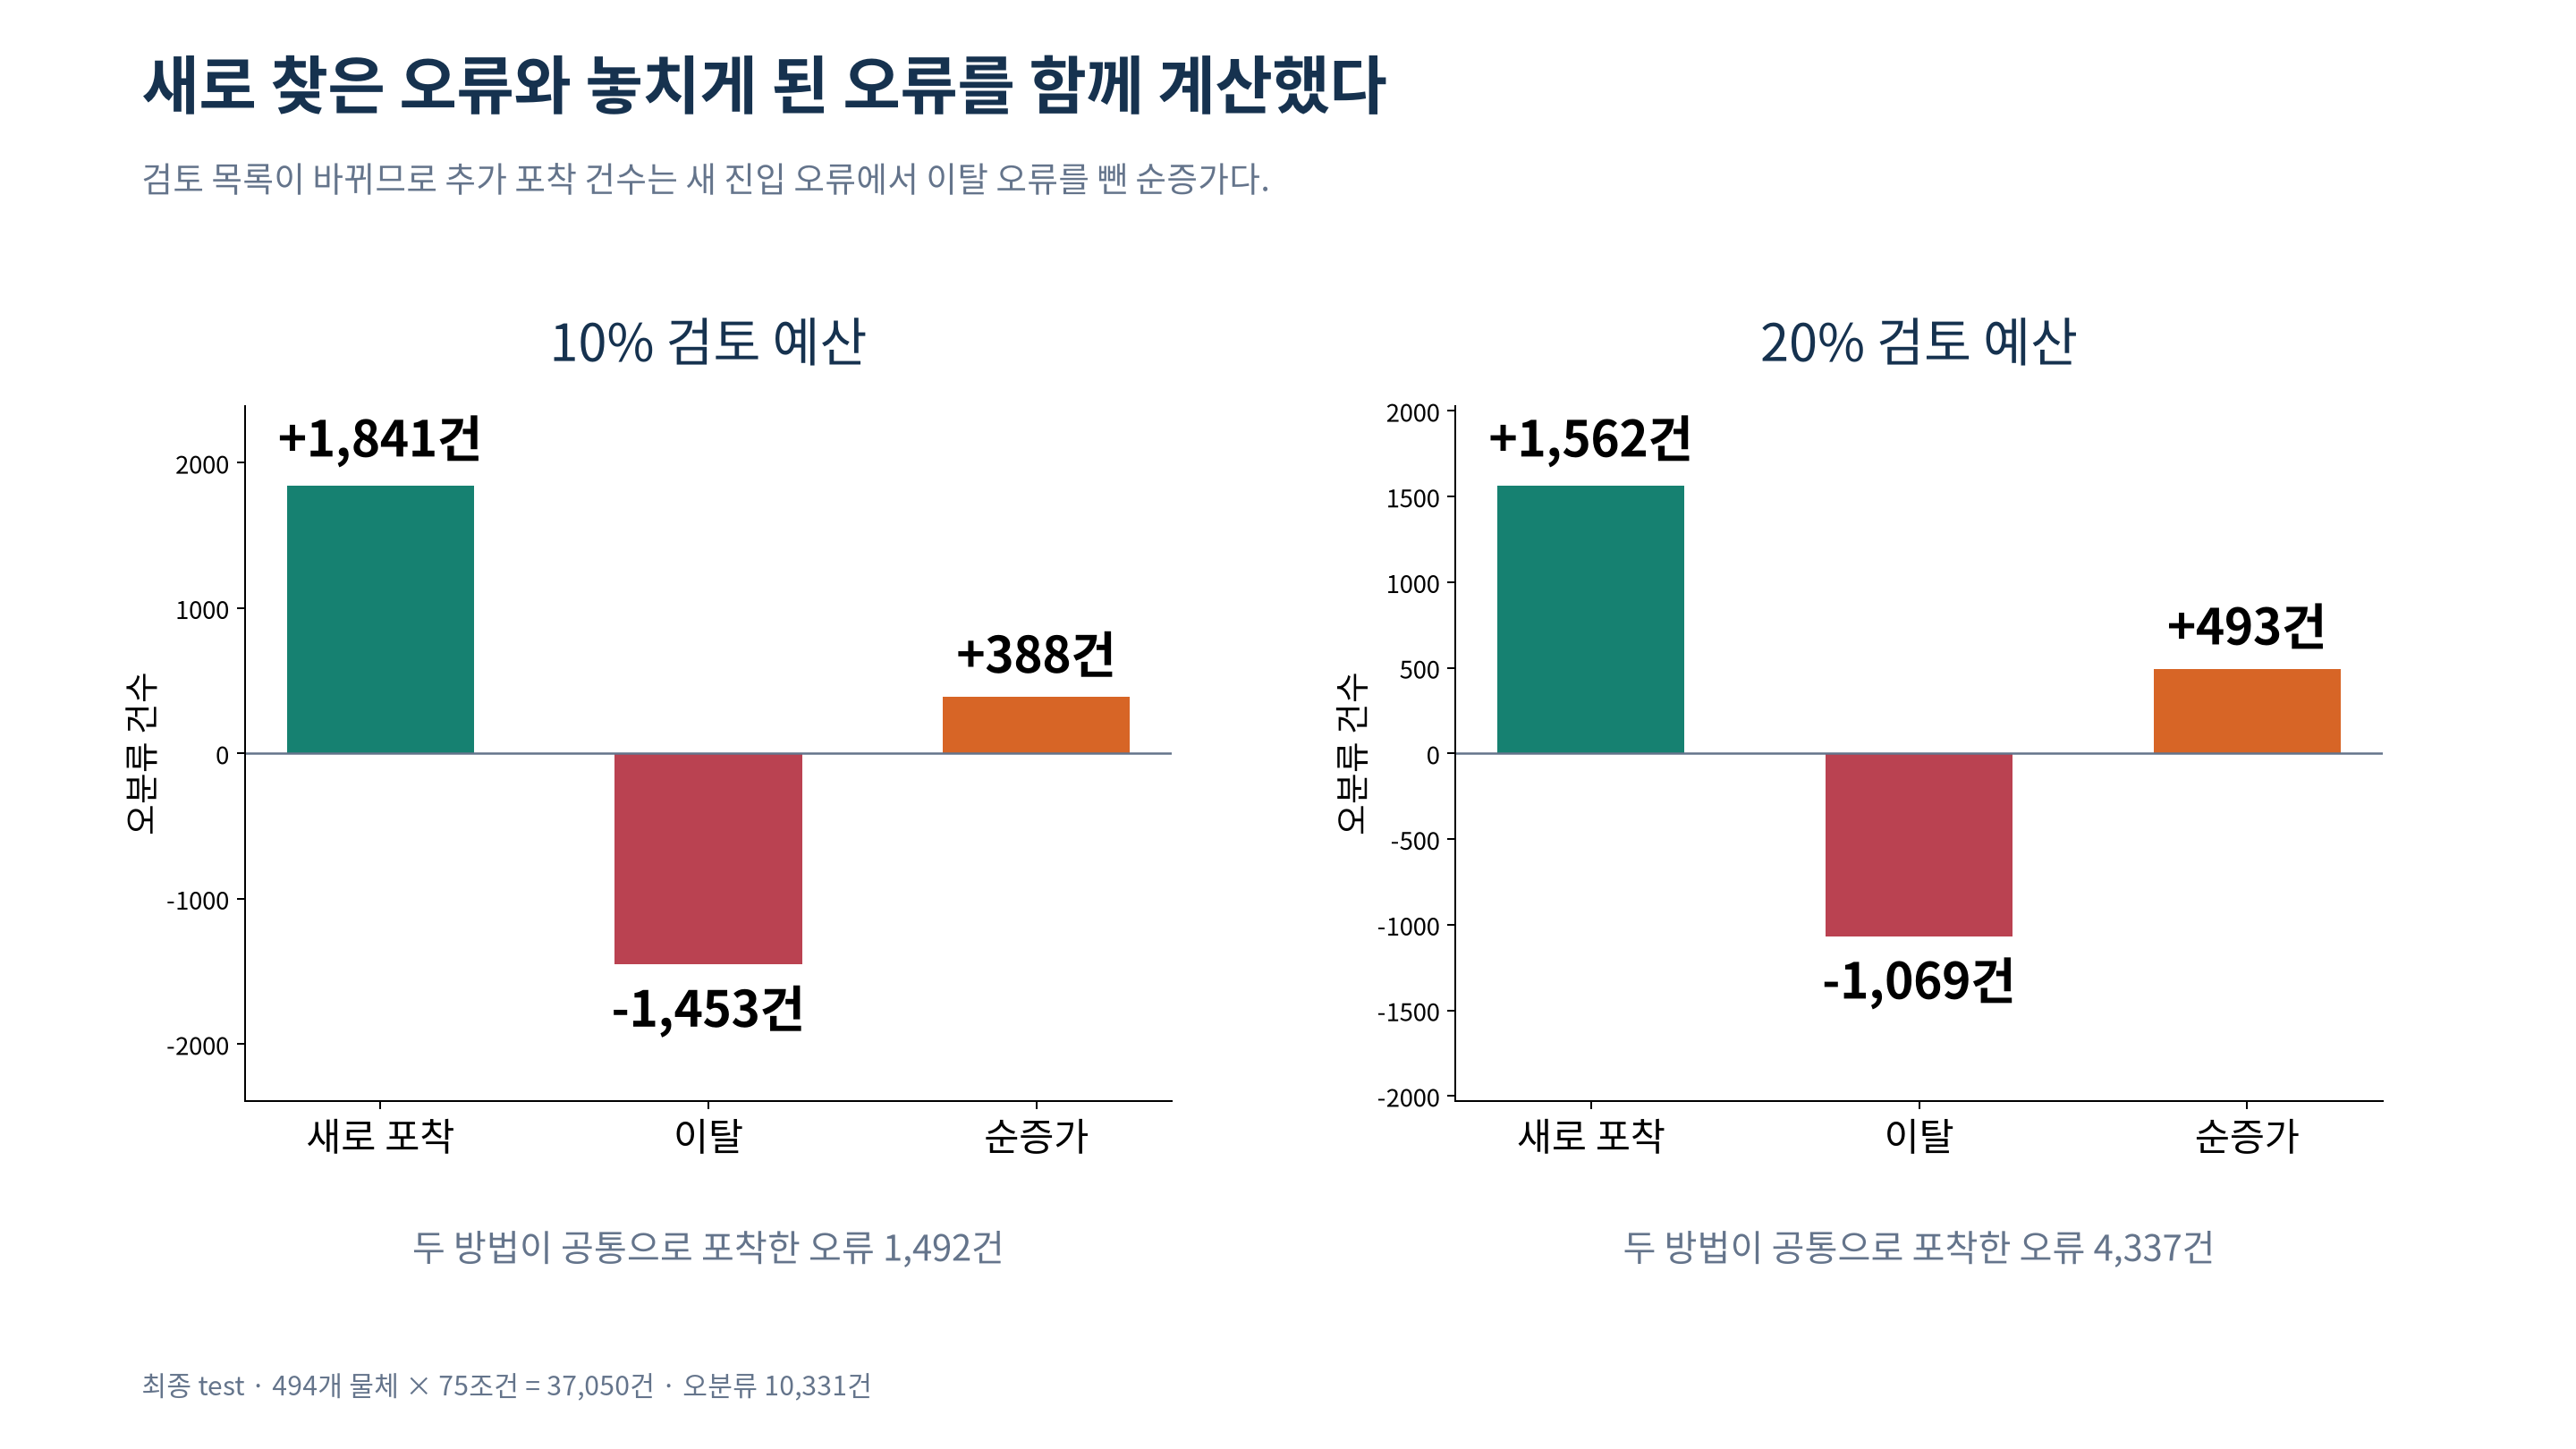 새로 찾은 오류와 놓치게 된 오류를 함께 계산했다
검토 목록이 바뀌므로 추가 포착 건수는 새 진입 오류에서 이탈 오류를 뺀 순증가다.
10% 검토 예산
오분류 건수
2000
1000
0
-1000
-2000
+1,841건
-1,453건
+388건
새로 포착
이탈
순증가
두 방법이 공통으로 포착한 오류 1,492건
20% 검토 예산
오분류 건수
2000
1500
1000
500
0
-500
-1000
-1500
-2000
+1,562건
-1,069건
+493건
새로 포착
이탈
순증가
두 방법이 공통으로 포착한 오류 4,337건
최종 test · 494개 물체 × 75조건 = 37,050건 · 오분류 10,331건